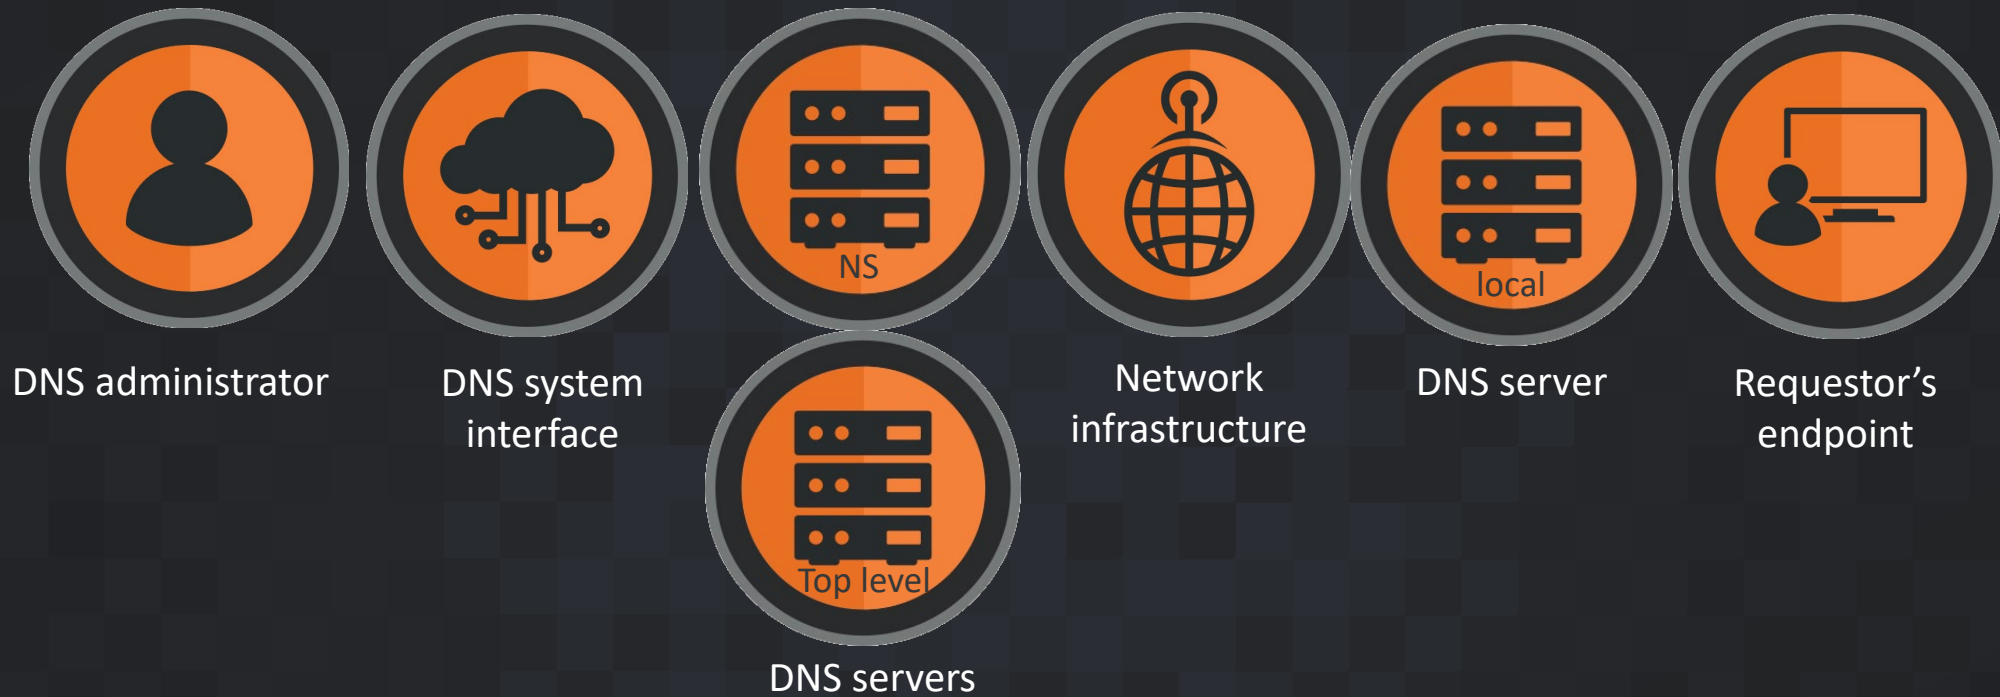 NS
local
Top level
DNS administrator
DNS system
interface
DNS servers
Network
infrastructure
DNS server
Requestor’s
endpoint